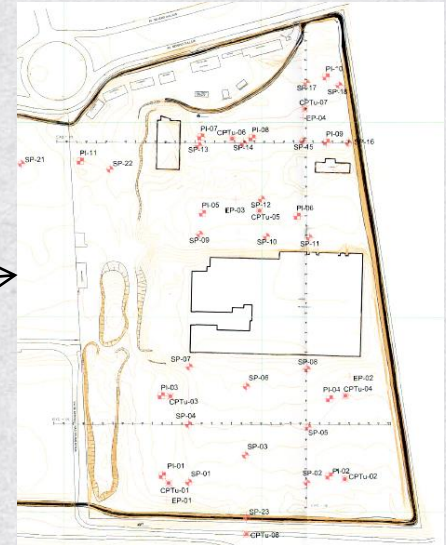 PI-10
SP-17
SP-18
CPTu-07
EP-04
PI-07
CPTu-06
PI-08
PI-09
SP-13
SP-14
SP-15
SP-16
SP-21
PI-11
SP-22
SP-12
PI-05
EP-03
CPTu-05
PI-06
SP-09
SP-10
SP-11
SP-07
SP-08
SP-06
EP-02
PI-03
PI-04
CPTu-04
CPTu-03
SP-04
SP-05
SP-03
PI-01
SP-01
SP-02
PI-02
CPTu-02
CPTu-01
EP-01
SP-23
CPTu-08